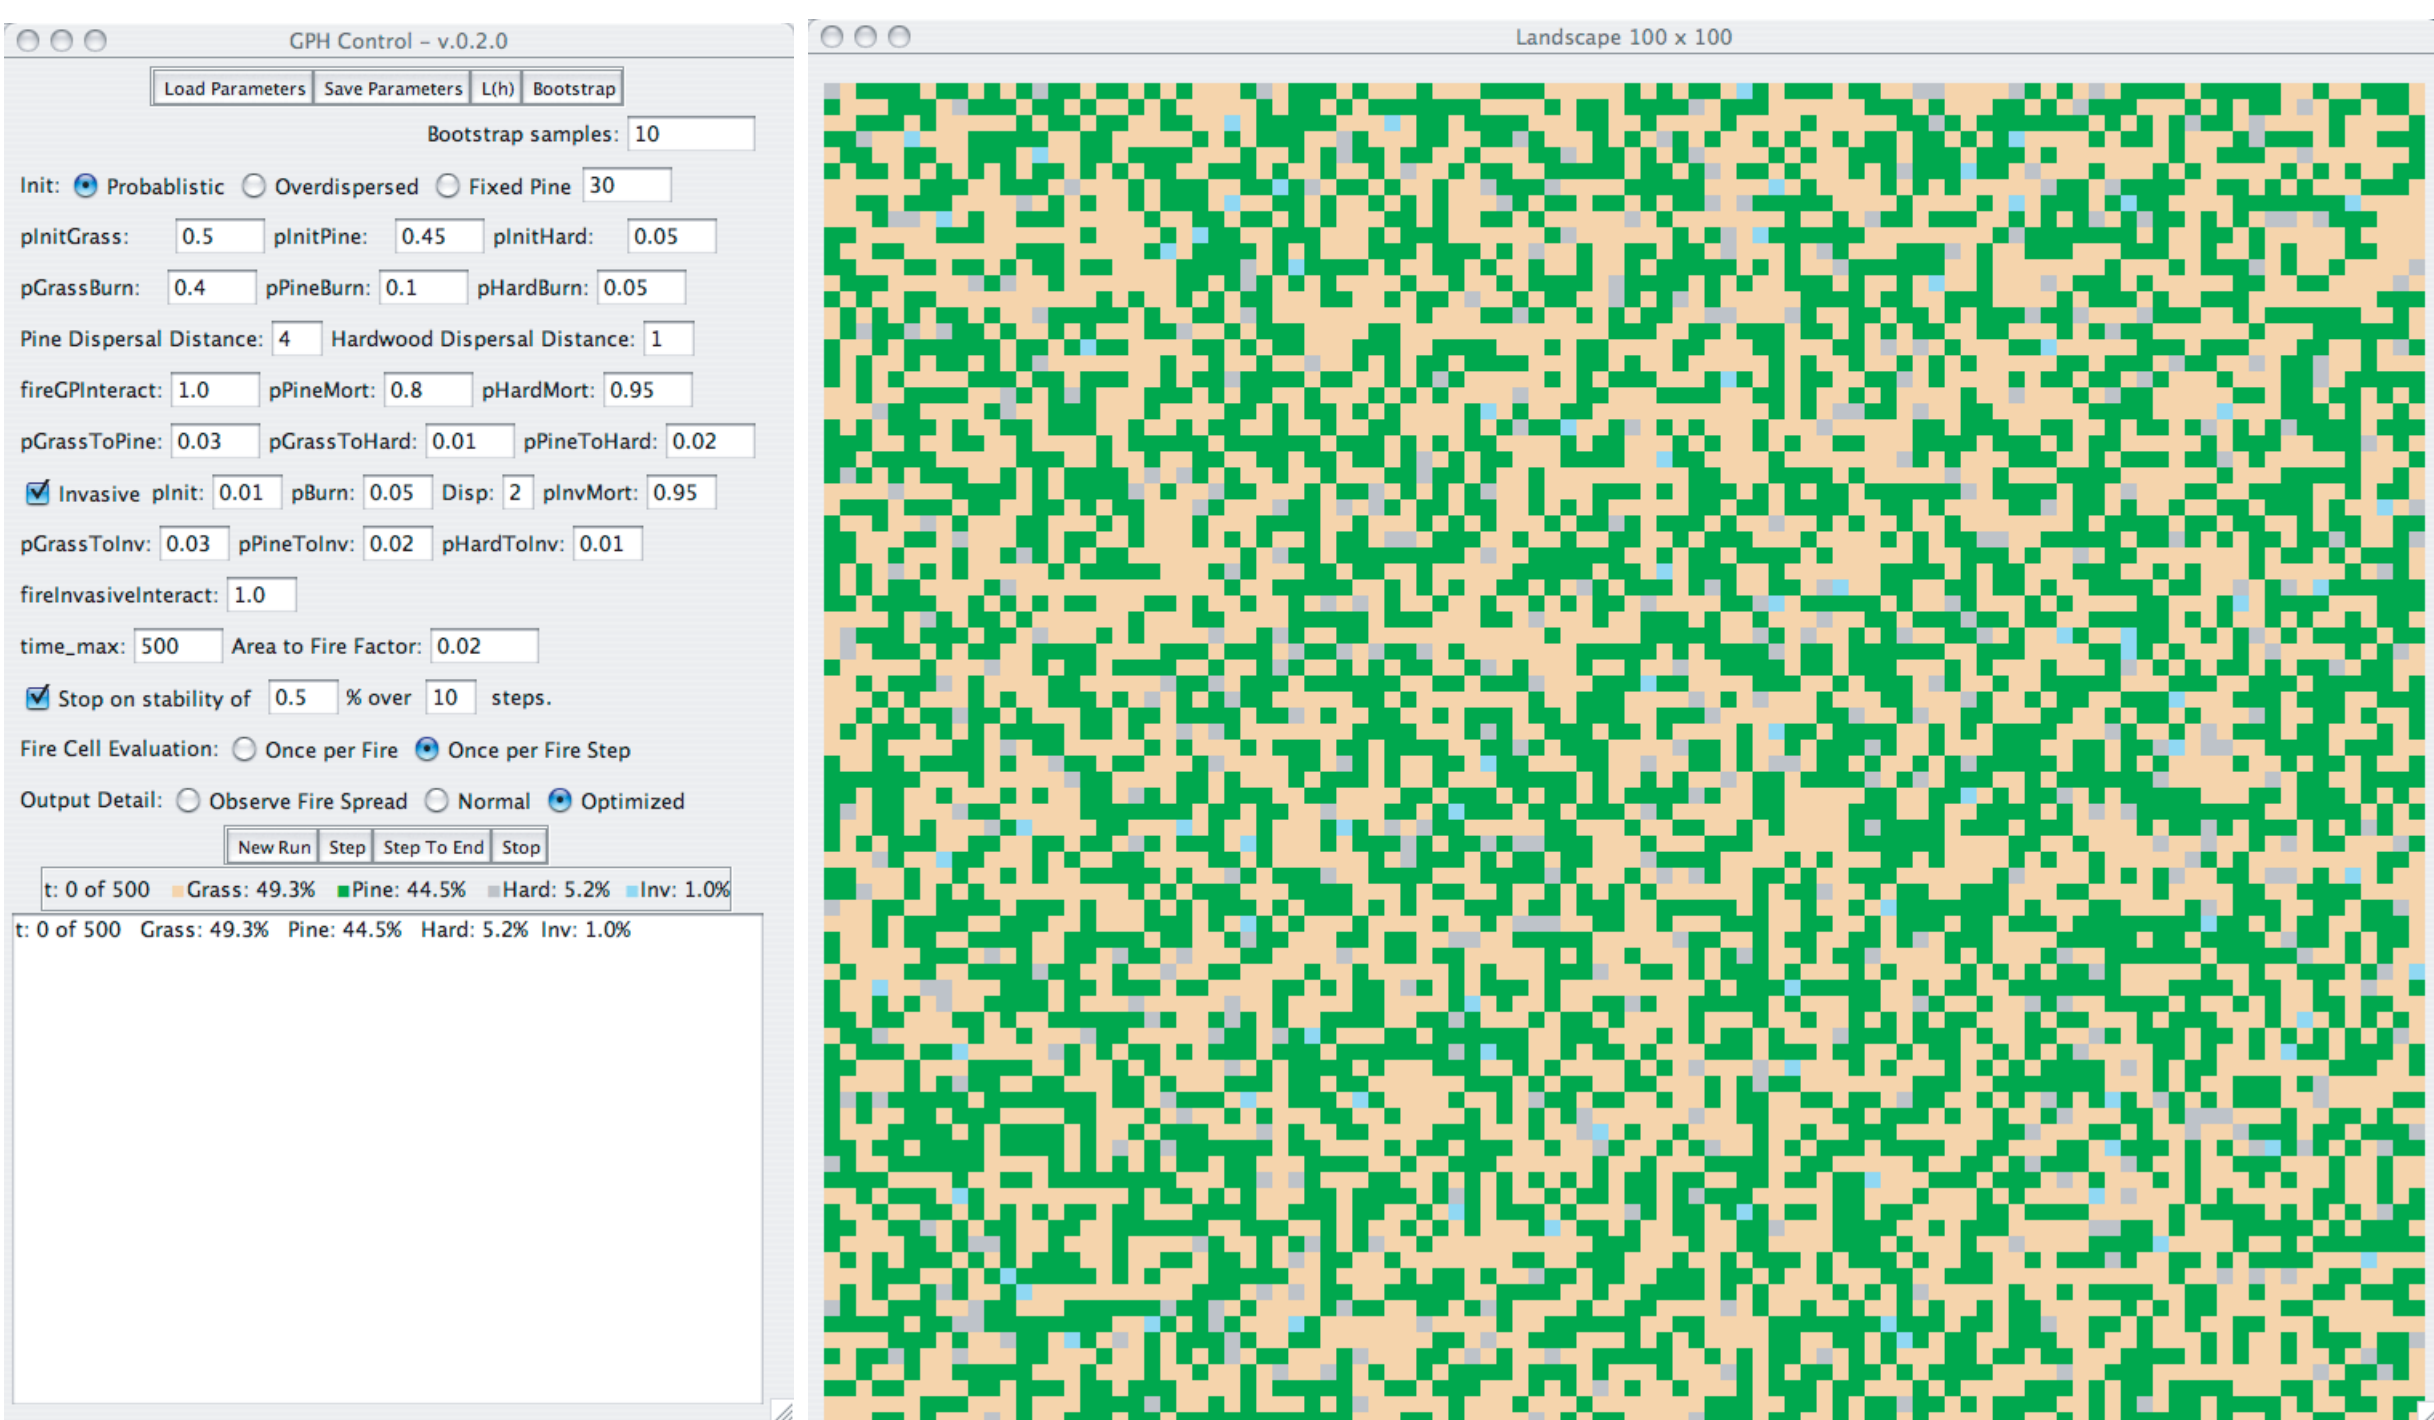 GPH Control – v.0.2.0
Load Parameters Save Parameters L(h) Bootstrap
Bootstrap samples: 10
Init: Probablistic Overdispersed Fixed Pine 30
pInitGrass: 0.5 pInitPine: 0.45 pInitHard: 0.05
pGrassBurn: 0.4 pPineBurn: 0.1 pHardBurn: 0.05
Pine Dispersal Distance: 4 Hardwood Dispersal Distance: 1
fireGPInteract: 1.0 pPineMort: 0.8 pHardMort: 0.95
pGrassToPine: 0.03 pGrassToHard: 0.01 pPineToHard: 0.02
Invasive pInit: 0.01 pBurn: 0.05 Disp: 2 pInvMort: 0.95
pGrassToInv: 0.03 pPineToInv: 0.02 pHardToInv: 0.01
fireInvasiveInteract: 1.0
time_max: 500 Area to Fire Factor: 0.02
Stop on stability of 0.5 % over 10 steps.
Fire Cell Evaluation: Once per Fire Once per Fire Step
Output Detail: Observe Fire Spread Normal Optimized
New Run Step Step To End Stop
t: 0 of 500 Grass: 49.3% Pine: 44.5% Hard: 5.2% Inv: 1.0%
t: 0 of 500 Grass: 49.3% Pine: 44.5% Hard: 5.2% Inv: 1.0%
Landscape 100 x 100